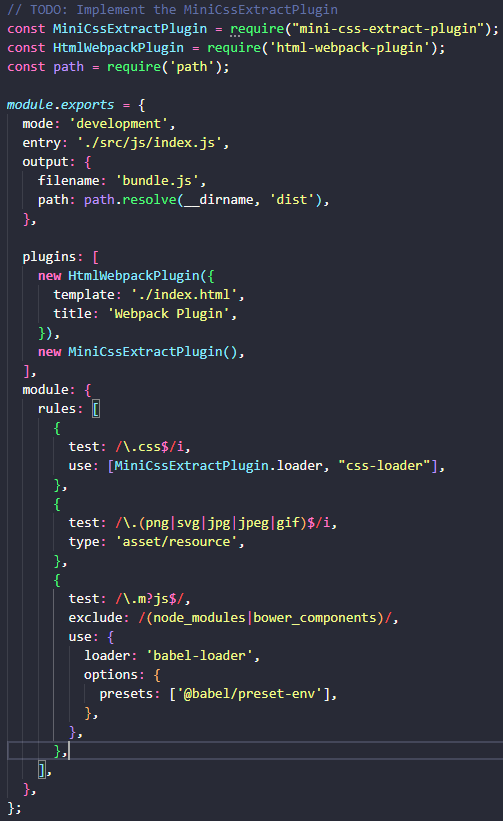 // TODO: Implement the MiniCssExtractPlugin
const MiniCssExtractPlugin = require("mini-css-extract-plugin");
const HtmlWebpackPlugin = require('html-webpack-plugin');
const path = require('path');

module.exports = {
  mode: 'development',
  entry: './src/js/index.js',
  output: {
    filename: 'bundle.js',
    path: path.resolve(__dirname, 'dist'),
  },

  plugins: [
    new HtmlWebpackPlugin({
      template: './index.html',
      title: 'Webpack Plugin',
    }),
    new MiniCssExtractPlugin(),
  ],
  module: {
    rules: [
      {
        test: /\.css$/i,
        use: [MiniCssExtractPlugin.loader, "css-loader"],
      },
      {
        test: /\.(png|svg|jpg|jpeg|gif)$/i,
        type: 'asset/resource',
      },
      {
        test: /\.m?js$/,
        exclude: /(node_modules|bower_components)/,
        use: {
          loader: 'babel-loader',
          options: {
            presets: ['@babel/preset-env'],
          },
        },
      },
    ],
  },
};